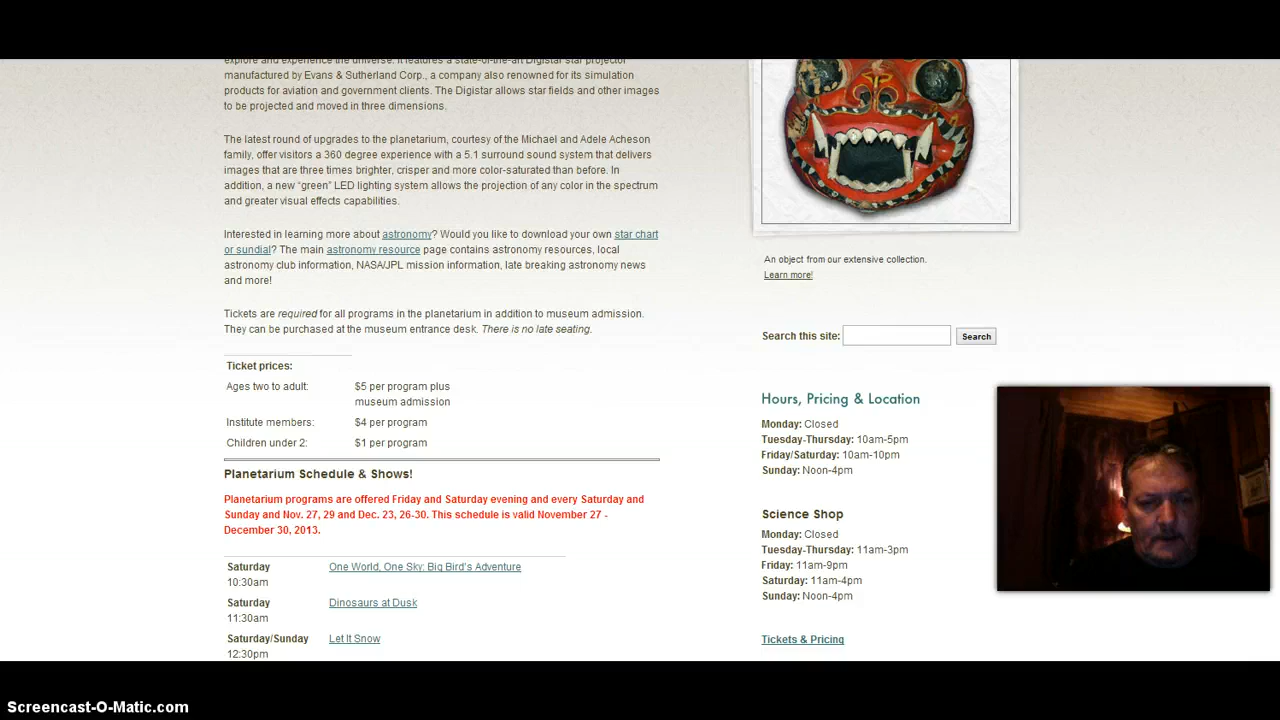 explore and experience the universe. It features a state-of-the-art Digistar star projector
manufactured by Evans & Sutherland Corp., a company also renowned for its simulation
products for aviation and government clients. The Digistar allows star fields and other images
to be projected and moved in three dimensions.
The latest round of upgrades to the planetarium, courtesy of the Michael and Adele Acheson
family, offer visitors a 360 degree experience with a 5.1 surround sound system that delivers
images that are three times brighter, crisper and more color-saturated than before. In
addition, a new “green” LED lighting system allows the projection of any color in the spectrum
and greater visual effects capabilities.
Interested in learning more about astronomy? Would you like to download your own star chart
or sundial? The main astronomy resource page contains astronomy resources, local
astronomy club information, NASA/JPL mission information, late breaking astronomy news
and more!
Tickets are required for all programs in the planetarium in addition to museum admission.
They can be purchased at the museum entrance desk. There is no late seating.
Ticket prices:
Ages two to adult: $5 per program plus
museum admission
Institute members: $4 per program
Children under 2: $1 per program
Planetarium Schedule & Shows!
Planetarium programs are offered Friday and Saturday evening and every Saturday and
Sunday and Nov. 27, 29 and Dec. 23, 26-30. This schedule is valid November 27 -
December 30, 2013.
Saturday One World, One Sky: Big Bird's Adventure
10:30am
Saturday Dinosaurs at Dusk
11:30am
Saturday/Sunday Let It Snow
12:30pm
An object from our extensive collection.
Learn more!
Search this site: Search
Hours, Pricing & Location
Monday: Closed
Tuesday-Thursday: 10am-5pm
Friday/Saturday: 10am-10pm
Sunday: Noon-4pm
Science Shop
Monday: Closed
Tuesday-Thursday: 11am-3pm
Friday: 11am-9pm
Saturday: 11am-4pm
Sunday: Noon-4pm
Tickets & Pricing
Screencast-O-Matic.com